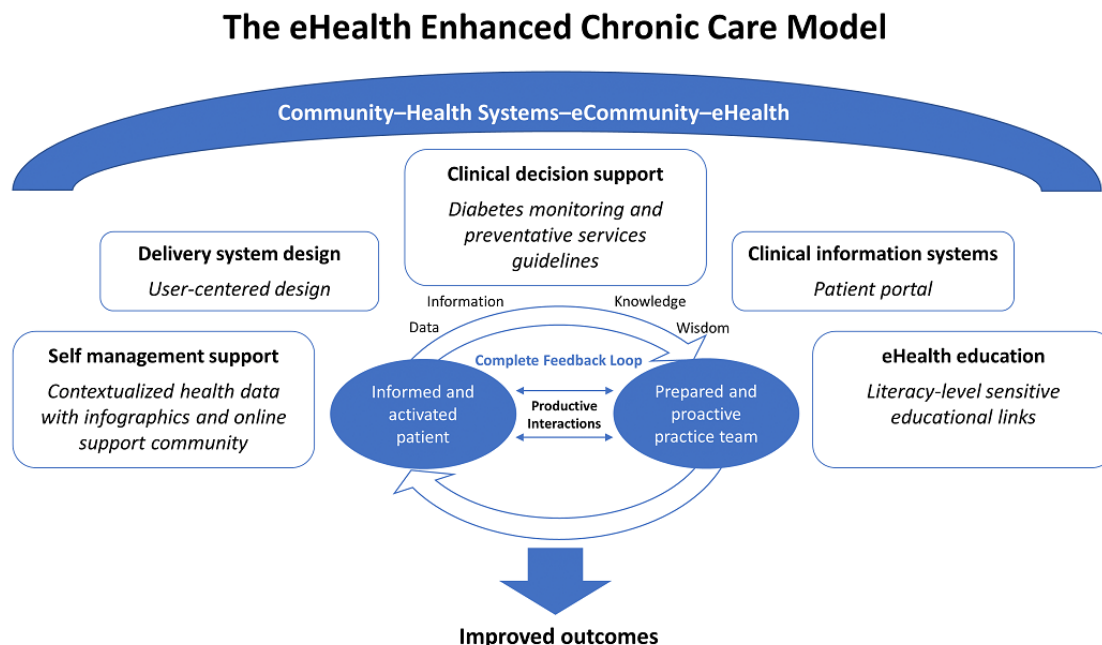 The eHealth Enhanced Chronic Care Model
Community–Health Systems–eCommunity–eHealth
Clinical decision support
Diabetes monitoring and
preventative services
guidelines
Delivery system design
User-centered design
Clinical information systems
Patient portal
Self management support
Contextualized health data
with infographics and online
support community
eHealth education
Literacy-level sensitive
educational links
Information
Knowledge
Data
Wisdom
Complete Feedback Loop
Informed and
activated
patient
Productive
Interactions
Prepared and
proactive
practice team
Improved outcomes